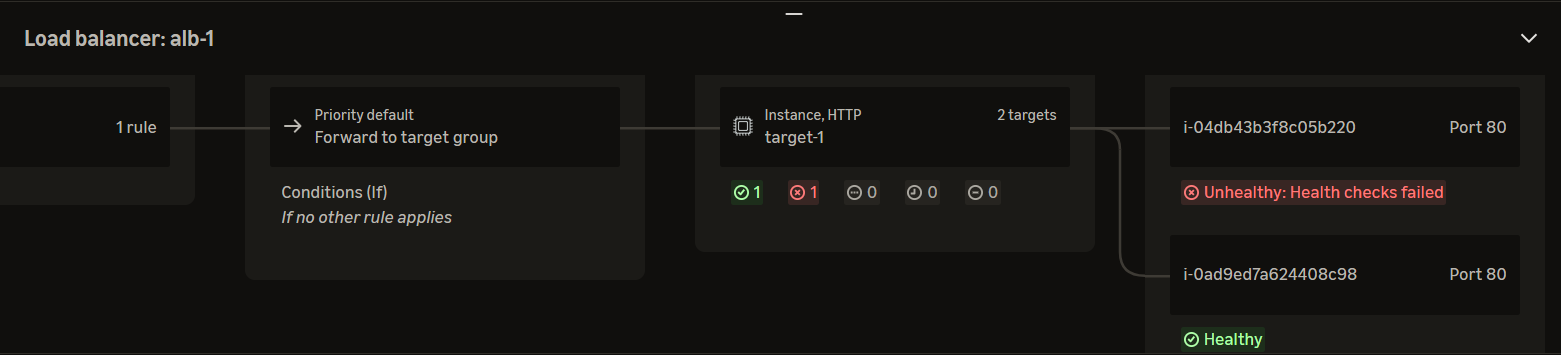 Load balancer: alb-1
1 rule
Priority default
Forward to target group
Conditions (If)
If no other rule applies
Instance, HTTP
2 targets
target-1
1 1 0 0 0
i-04db43b3f8c05b220 Port 80
Unhealthy: Health checks failed
i-0ad9ed7a624408c98 Port 80
Healthy